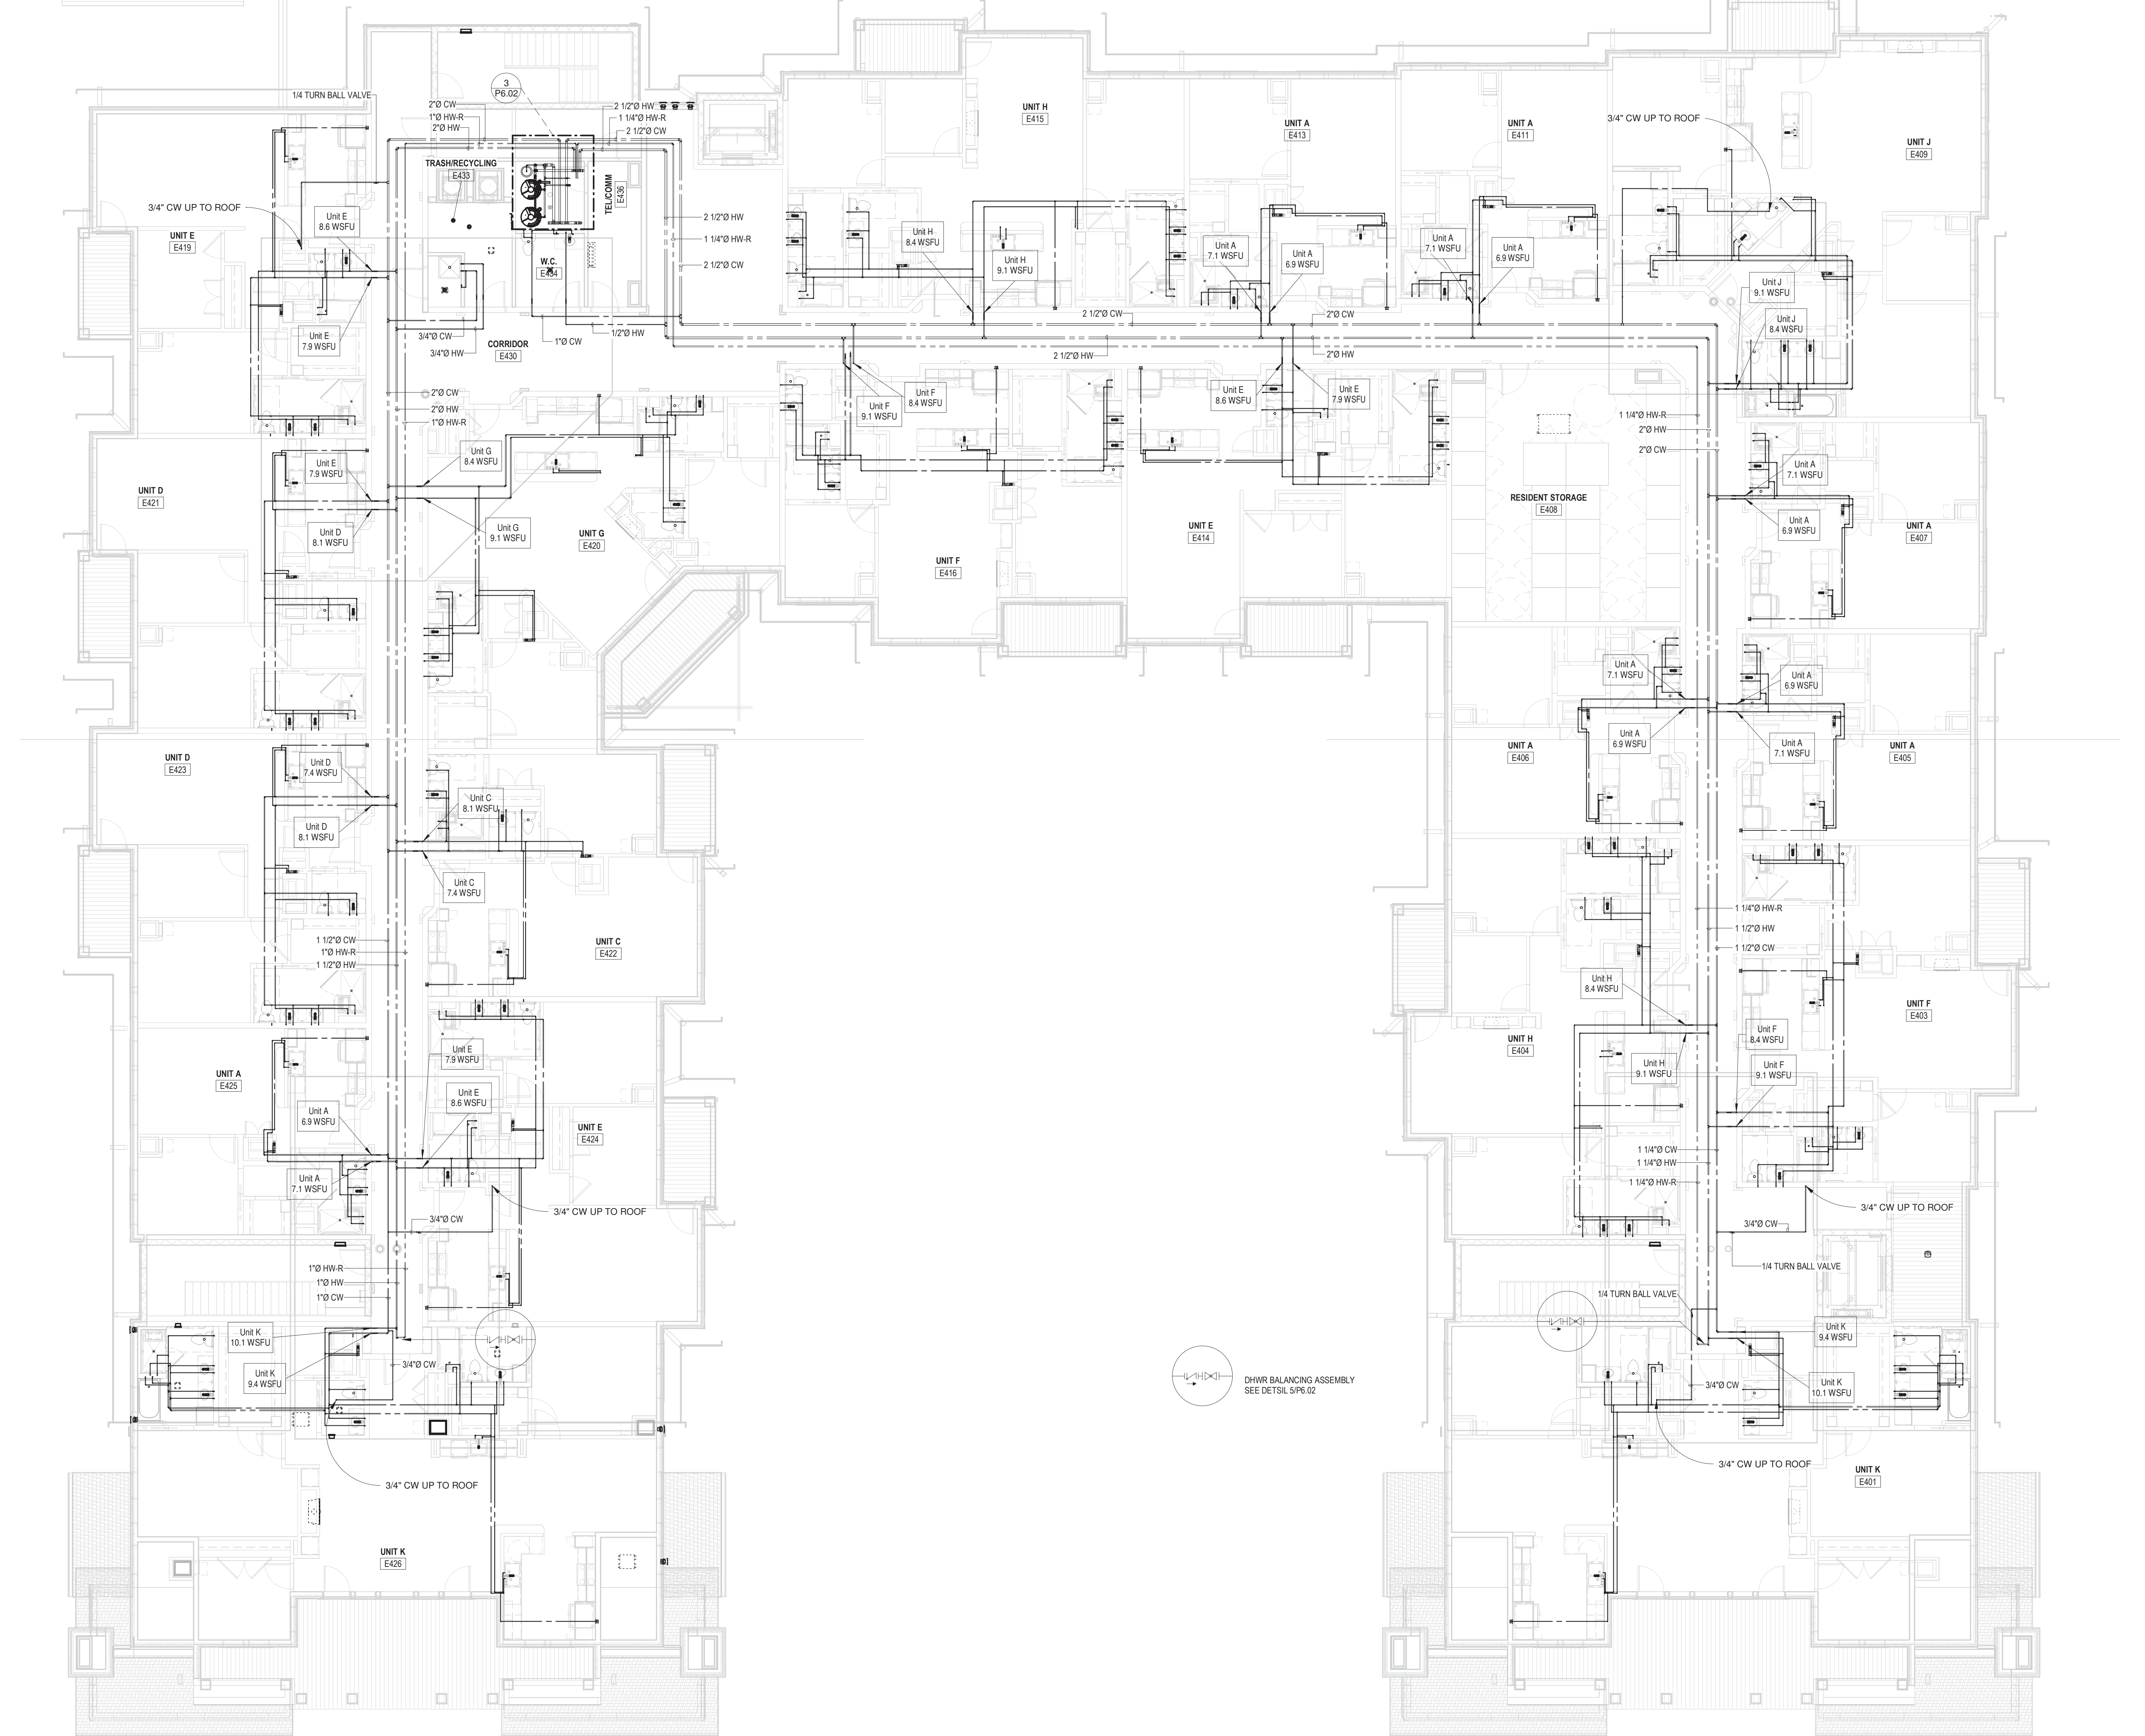 3
P6.02
1/4 TURN BALL VALVE
2"Ø CW
1"Ø HW-R
2"Ø HW
2 1/2"Ø HW
1 1/4"Ø HW-R
2 1/2"Ø CW
TRASH/RECYCLING
E433
TEL/COMM
E436
3/4" CW UP TO ROOF
Unit E
8.6 WSFU
UNIT E
E419
W.C.
E434
2 1/2"Ø HW
1 1/4"Ø HW-R
2 1/2"Ø CW
Unit E
7.9 WSFU
3/4"Ø CW
3/4"Ø HW
CORRIDOR
E430
1"Ø CW
1/2"Ø HW
UNIT H
E415
UNIT A
E413
UNIT A
E411
3/4" CW UP TO ROOF
UNIT J
E409
Unit H
8.4 WSFU
Unit H
9.1 WSFU
Unit A
7.1 WSFU
Unit A
6.9 WSFU
Unit A
7.1 WSFU
Unit A
6.9 WSFU
Unit J
9.1 WSFU
Unit J
8.4 WSFU
2 1/2"Ø CW
2"Ø CW
2 1/2"Ø HW
2"Ø HW
2"Ø CW
2"Ø HW
1"Ø HW-R
Unit F
9.1 WSFU
Unit F
8.4 WSFU
Unit E
8.6 WSFU
Unit E
7.9 WSFU
1 1/4"Ø HW-R
2"Ø HW
2"Ø CW
Unit G
8.4 WSFU
Unit G
9.1 WSFU
Unit E
7.9 WSFU
Unit D
8.1 WSFU
UNIT D
E421
UNIT G
E420
UNIT F
E416
UNIT E
E414
RESIDENT STORAGE
E408
Unit A
7.1 WSFU
Unit A
6.9 WSFU
UNIT A
E407
Unit A
7.1 WSFU
Unit A
6.9 WSFU
Unit A
6.9 WSFU
Unit A
7.1 WSFU
UNIT A
E406
UNIT A
E405
UNIT D
E423
Unit D
7.4 WSFU
Unit D
8.1 WSFU
Unit C
8.1 WSFU
Unit C
7.4 WSFU
1 1/2"Ø CW
1"Ø HW-R
1 1/2"Ø HW
UNIT C
E422
1 1/4"Ø HW-R
1 1/2"Ø HW
1 1/2"Ø CW
Unit H
8.4 WSFU
UNIT F
E403
UNIT H
E404
Unit F
8.4 WSFU
Unit H
9.1 WSFU
Unit F
9.1 WSFU
UNIT A
E425
Unit E
7.9 WSFU
Unit E
8.6 WSFU
Unit A
6.9 WSFU
UNIT E
E424
Unit A
7.1 WSFU
1 1/4"Ø CW
1 1/4"Ø HW
1 1/4"Ø HW-R
3/4" CW UP TO ROOF
3/4"Ø CW
3/4" CW UP TO ROOF
3/4"Ø CW
1"Ø HW-R
1"Ø HW
1"Ø CW
1/4 TURN BALL VALVE
1/4 TURN BALL VALVE
Unit K
10.1 WSFU
Unit K
9.4 WSFU
3/4"Ø CW
Unit K
9.4 WSFU
Unit K
10.1 WSFU
3/4"Ø CW
DHWR BALANCING ASSEMBLY
SEE DETSIL 5/P6.02
3/4" CW UP TO ROOF
3/4" CW UP TO ROOF
UNIT K
E401
UNIT K
E426